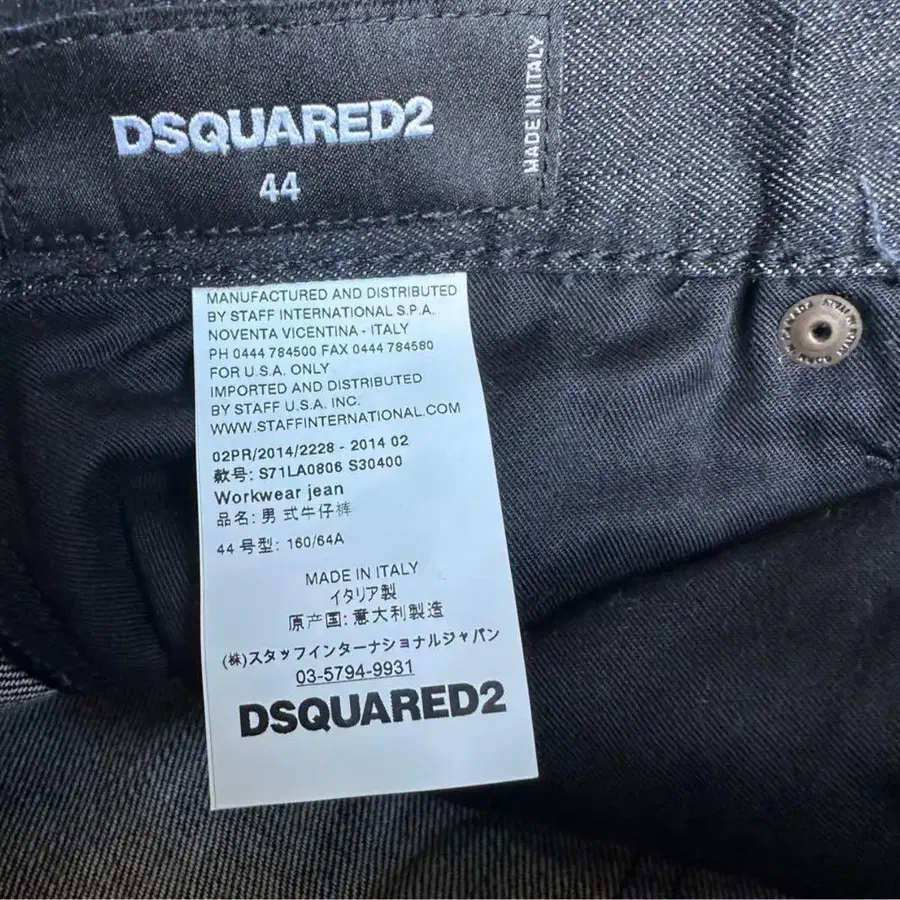 DSQUARED2
44
MADE IN ITALY
MANUFACTURED AND DISTRIBUTED
BY STAFF INTERNATIONAL S.P.A.
NOVENTA VICENTINA - ITALY
PH 0444 784500 FAX 0444 784580
FOR U.S.A. ONLY
IMPORTED AND DISTRIBUTED
BY STAFF U.S.A. INC.
WWW.STAFFINTERNATIONAL.COM
02PR/2014/2228 - 2014 02
款号: S71LA0806 S30400
Workwear jean
品名: 男 式牛仔裤
44 号型: 160/64A
MADE IN ITALY
イタリア製
原产国: 意大利製造
(株)スタッフインターナショナルジャパン
03-5794-9931
DSQUARED2